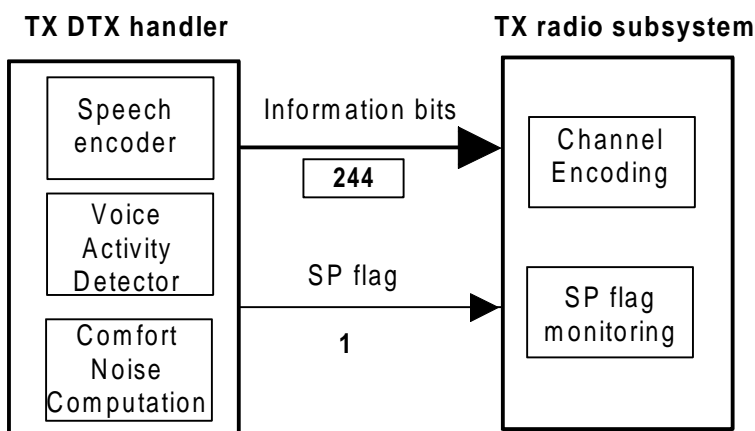 TX DTX handler
TX radio subsystem
Speech
encoder
Information bits
244
Channel
Encoding
Voice
Activity
Detector
SP flag
1
SP flag
monitoring
Comfort
Noise
Computation